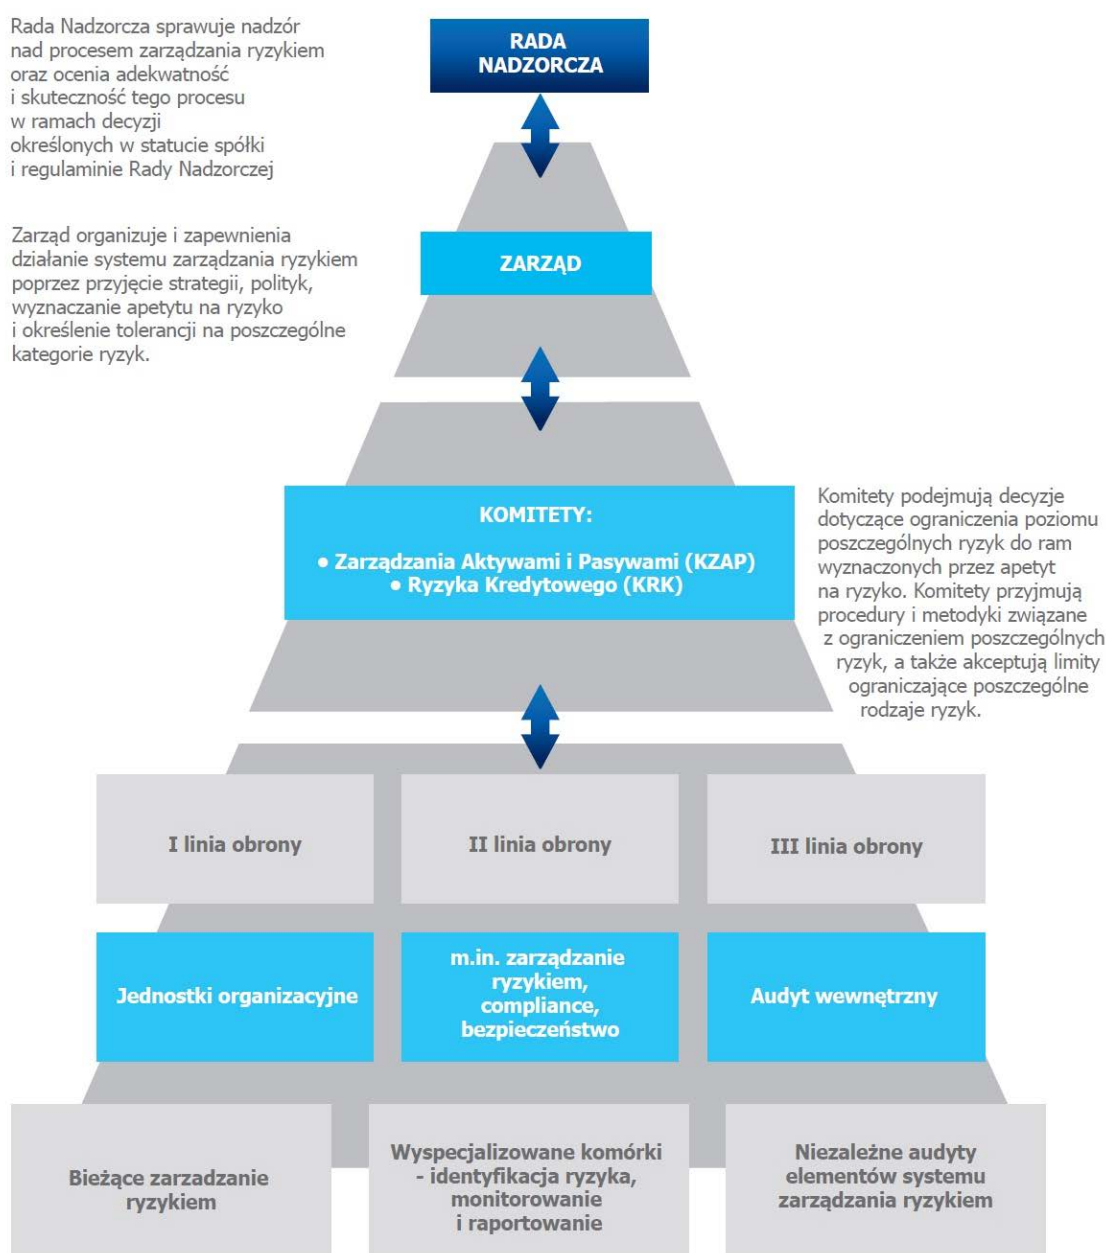 Rada Nadzorcza sprawuje nadzór
nad procesem zarządzania ryzykiem
oraz ocenia adekwatność
i skuteczność tego procesu
w ramach decyzji
określonych w statucie spółki
i regulaminie Rady Nadzorczej
RADA
NADZORCZA
Zarząd organizuje i zapewnienia
działanie systemu zarządzania ryzykiem
poprzez przyjęcie strategii, polityk,
wyznaczanie apetytu na ryzyko
i określenie tolerancji na poszczególne
kategorie ryzyk.
ZARZĄD
KOMITETY:
• Zarządzania Aktywami i Pasywami (KZAP)
• Ryzyka Kredytowego (KRK)
Komitety podejmują decyzje
dotyczące ograniczenia poziomu
poszczególnych ryzyk do ram
wyznaczonych przez apetyt
na ryzyko. Komitety przyjmują
procedury i metodyki związane
z ograniczeniem poszczególnych
ryzyk, a także akceptują limity
ograniczające poszczególne
rodzaje ryzyk.
I linia obrony
II linia obrony
III linia obrony
Jednostki organizacyjne
m.in. zarządzanie
ryzykiem,
compliance,
bezpieczeństwo
Audyt wewnętrzny
Bieżące zarzadzanie
ryzykiem
Wyspecjalizowane komórki
- identyfikacja ryzyka,
monitorowanie
i raportowanie
Niezależne audyty
elementów systemu
zarządzania ryzykiem